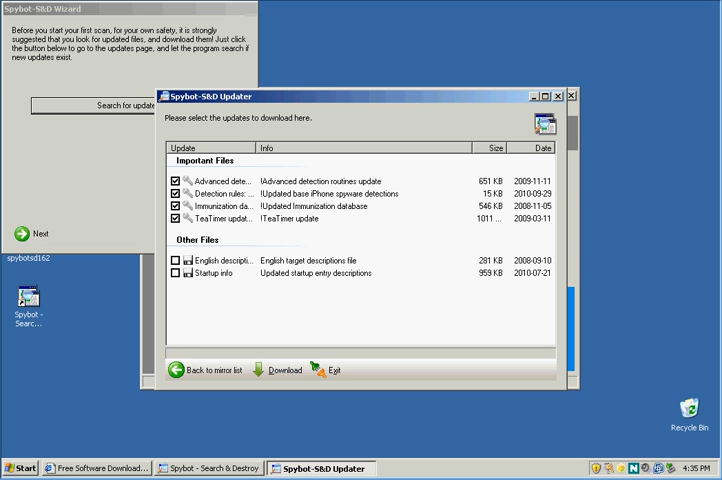 Spybot-S&D Wizard
Before you start your first scan, for your own safety, it is strongly
suggested that you look for updated files, and download them! Just click
the button below to go to the updates page, and let the program search if
new updates exist.
Search for update
Next
Spybot-S&D Updater
Please select the updates to download here.
Update Info Size Date
Important Files
Advanced dete... !Advanced detection routines update 651 KB 2009-11-11
Detection rules: ... !Updated base iPhone spyware detections 15 KB 2010-09-29
Immunization da... !Updated Immunization database 546 KB 2008-11-05
TeaTimer updat... !TeaTimer update 1011 ... 2009-03-11
Other Files
English descripti... English target descriptions file 281 KB 2008-09-10
Startup info Updated startup entry descriptions 959 KB 2010-07-21
Back to mirror list Download Exit
spybotsd162
Spybot -
Searc...
Recycle Bin
Start Free Software Download... Spybot - Search & Destroy Spybot-S&D Updater N 4:35 PM